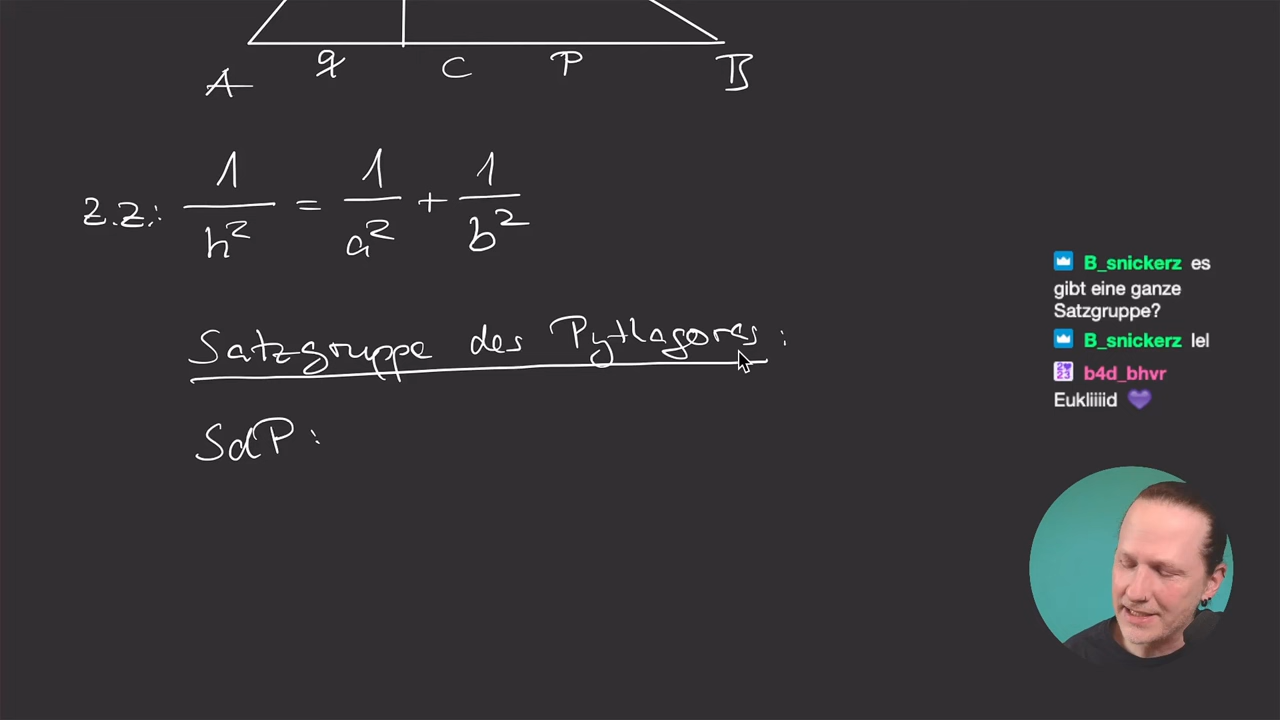 A q C P B
z.z.: 1/h² = 1/a² + 1/b²
Satzgruppe des Pythagoras:
SdP:
B_snickerz es
gibt eine ganze
Satzgruppe?
B_snickerz lel
b4d_bhvr
Eukliiiid 💜